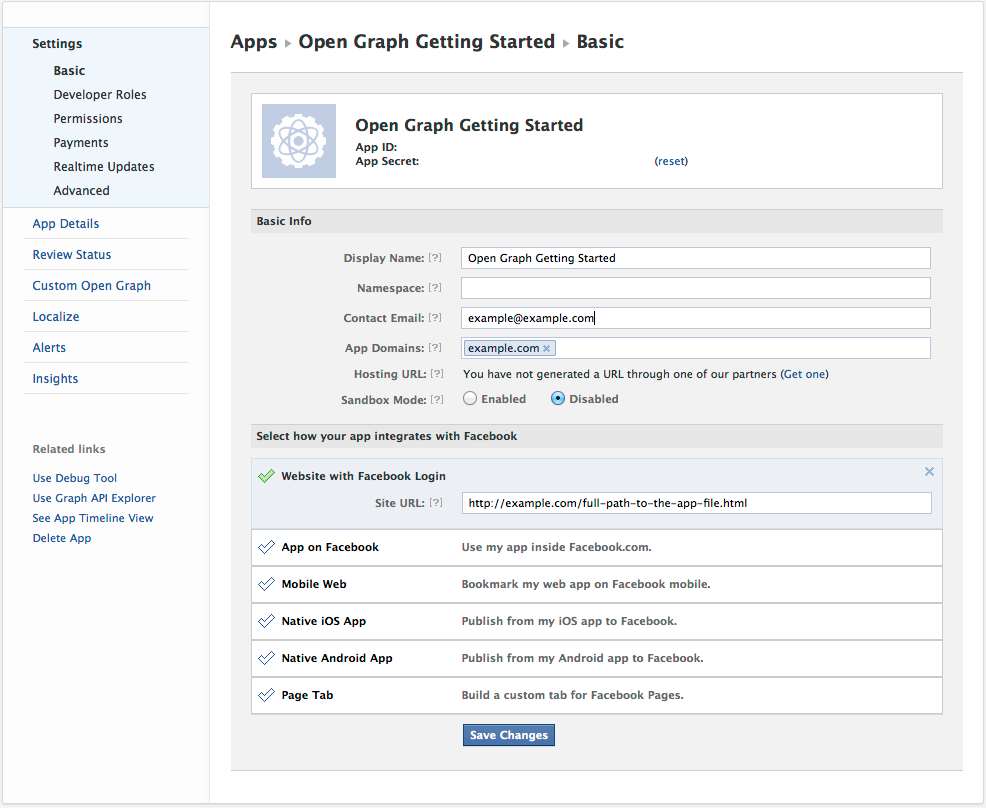 Settings
Basic
Developer Roles
Permissions
Payments
Realtime Updates
Advanced
App Details
Review Status
Custom Open Graph
Localize
Alerts
Insights
Related links
Use Debug Tool
Use Graph API Explorer
See App Timeline View
Delete App
Apps ▸ Open Graph Getting Started ▸ Basic
Open Graph Getting Started
App ID:
App Secret: (reset)
Basic Info
Display Name: [?] Open Graph Getting Started
Namespace: [?]
Contact Email: [?] example@example.com
App Domains: [?] example.com ×
Hosting URL: [?] You have not generated a URL through one of our partners (Get one)
Sandbox Mode: [?] Enabled Disabled
Select how your app integrates with Facebook
Website with Facebook Login
Site URL: [?] http://example.com/full-path-to-the-app-file.html
App on Facebook Use my app inside Facebook.com.
Mobile Web Bookmark my web app on Facebook mobile.
Native iOS App Publish from my iOS app to Facebook.
Native Android App Publish from my Android app to Facebook.
Page Tab Build a custom tab for Facebook Pages.
Save Changes